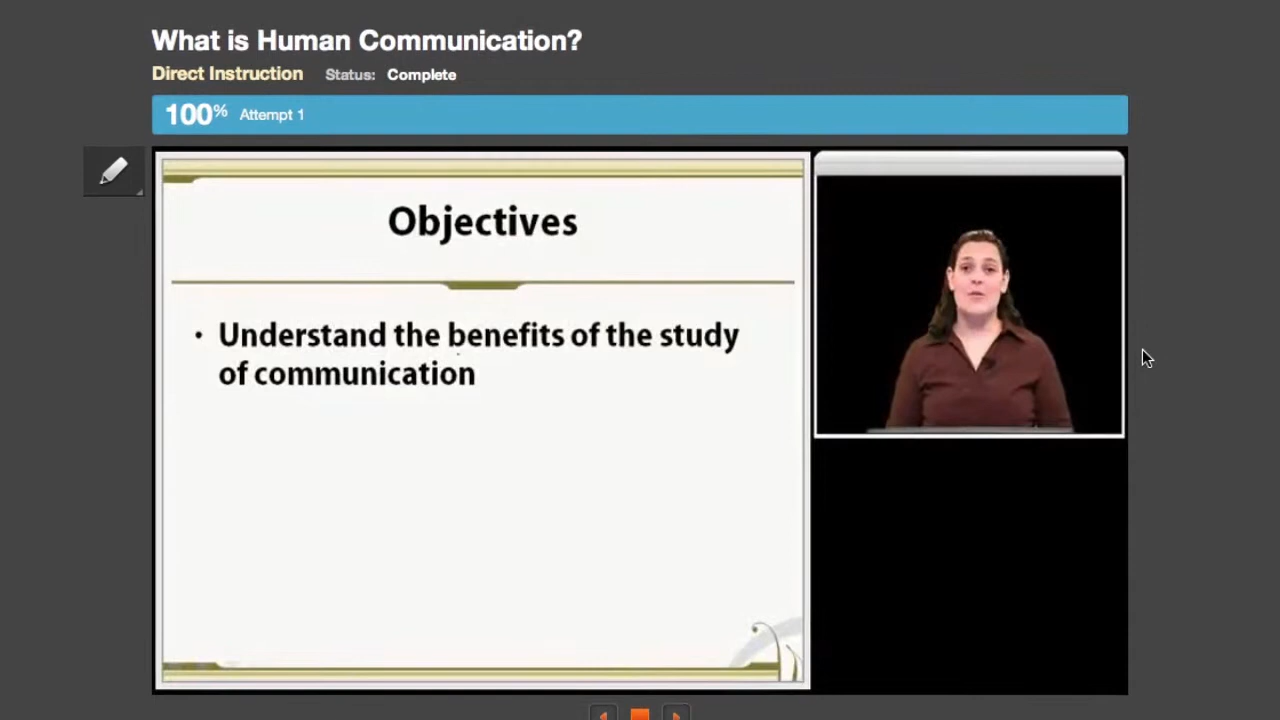 What is Human Communication?
Direct Instruction Status: Complete
100% Attempt 1
Objectives
• Understand the benefits of the study
of communication